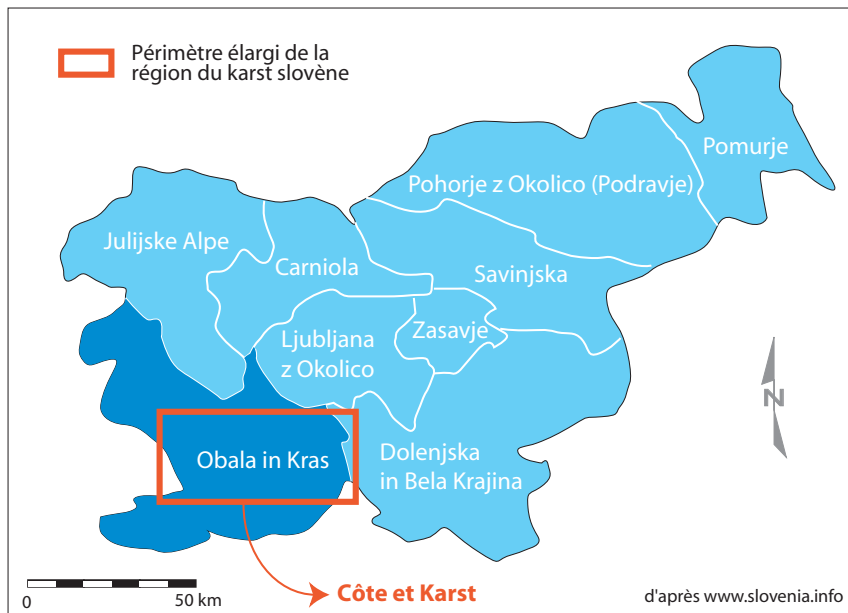 Périmètre élargi de la
région du karst slovène
Pomurje
Pohorje z Okolico (Podravje)
Julijske Alpe
Carniola
Savinjska
Ljubljana
z Okolico
Zasavje
N
Obala in Kras
Dolenjska
in Bela Krajina
Côte et Karst
0
50 km
d'après www.slovenia.info